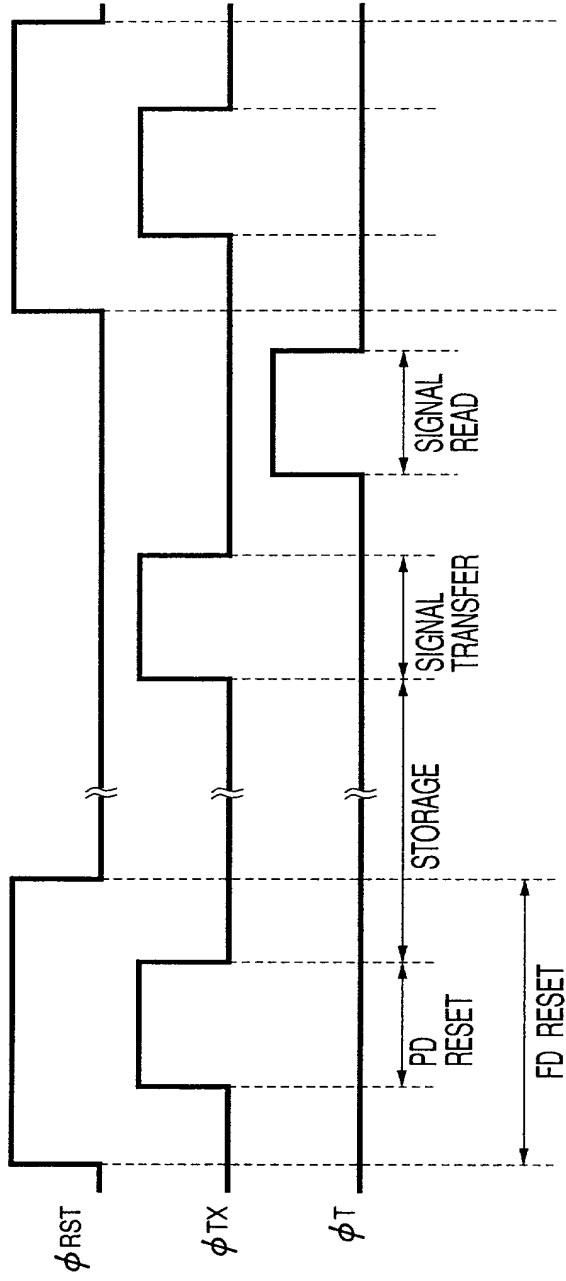 φRST
φTX
φT
PD
RESET
STORAGE
SIGNAL
TRANSFER
SIGNAL
READ
FD RESET